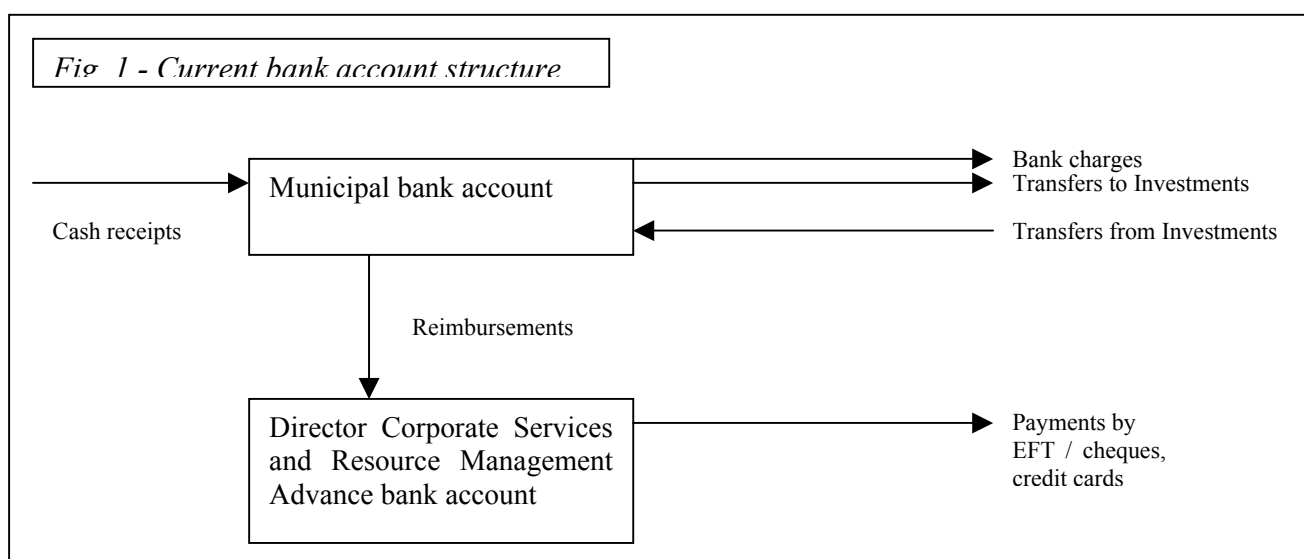 Fig. 1 - Current bank account structure
Municipal bank account
Bank charges
Transfers to Investments
Cash receipts
Transfers from Investments
Reimbursements
Director Corporate Services
and Resource Management
Advance bank account
Payments by
EFT / cheques,
credit cards